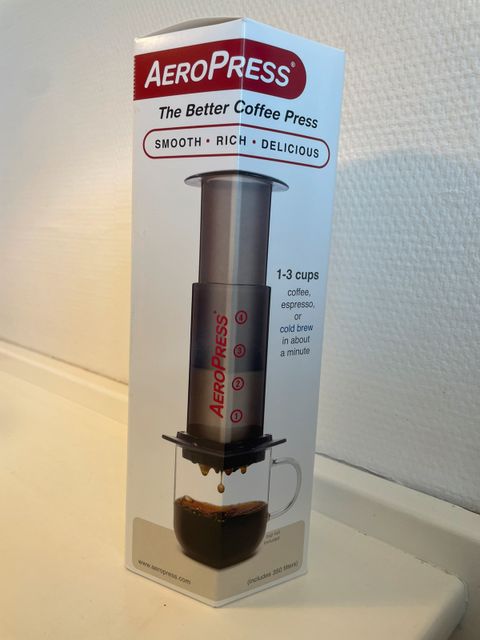 AEROPRESS®
The Better Coffee Press
SMOOTH • RICH • DELICIOUS
1-3 cups
coffee,
espresso,
or
cold brew
in about
a minute
AEROPRESS®
4
3
2
1
www.aeropress.com
(includes 350 filters)